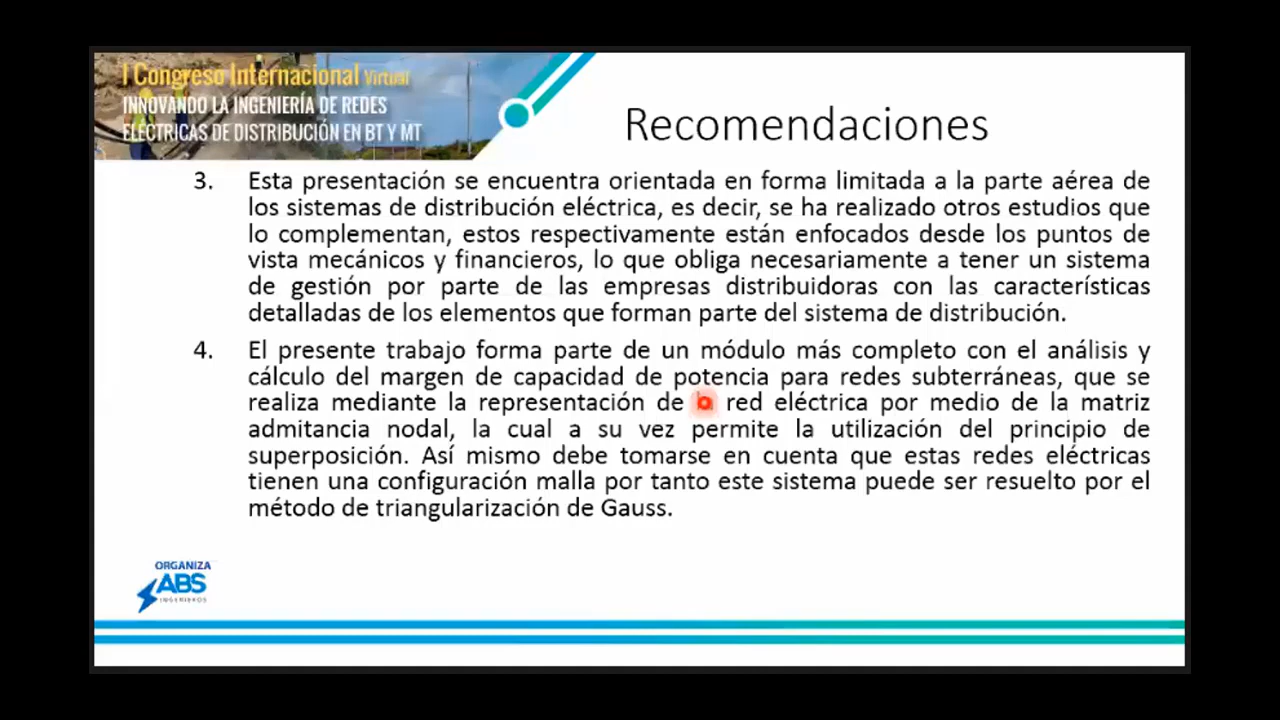 I Congreso Internacional Virtual
INNOVANDO LA INGENIERÍA DE REDES
ELÉCTRICAS DE DISTRIBUCIÓN EN BT Y MT
Recomendaciones
3. Esta presentación se encuentra orientada en forma limitada a la parte aérea de
los sistemas de distribución eléctrica, es decir, se ha realizado otros estudios que
lo complementan, estos respectivamente están enfocados desde los puntos de
vista mecánicos y financieros, lo que obliga necesariamente a tener un sistema
de gestión por parte de las empresas distribuidoras con las características
detalladas de los elementos que forman parte del sistema de distribución.
4. El presente trabajo forma parte de un módulo más completo con el análisis y
cálculo del margen de capacidad de potencia para redes subterráneas, que se
realiza mediante la representación de la red eléctrica por medio de la matriz
admitancia nodal, la cual a su vez permite la utilización del principio de
superposición. Así mismo debe tomarse en cuenta que estas redes eléctricas
tienen una configuración malla por tanto este sistema puede ser resuelto por el
método de triangularización de Gauss.
ORGANIZA
ABS
INGENIEROS